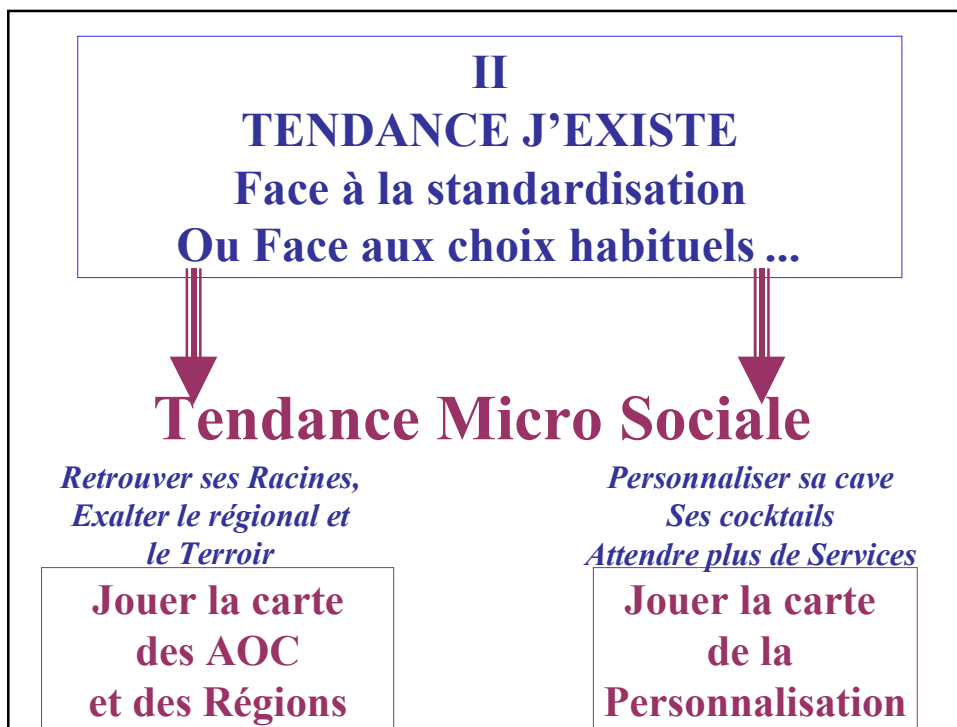 II
TENDANCE J’EXISTE
Face à la standardisation
Ou Face aux choix habituels ...
Tendance Micro Sociale
Retrouver ses Racines,
Exalter le régional et
le Terroir
Jouer la carte
des AOC
et des Régions
Personnaliser sa cave
Ses cocktails
Attendre plus de Services
Jouer la carte
de la
Personnalisation